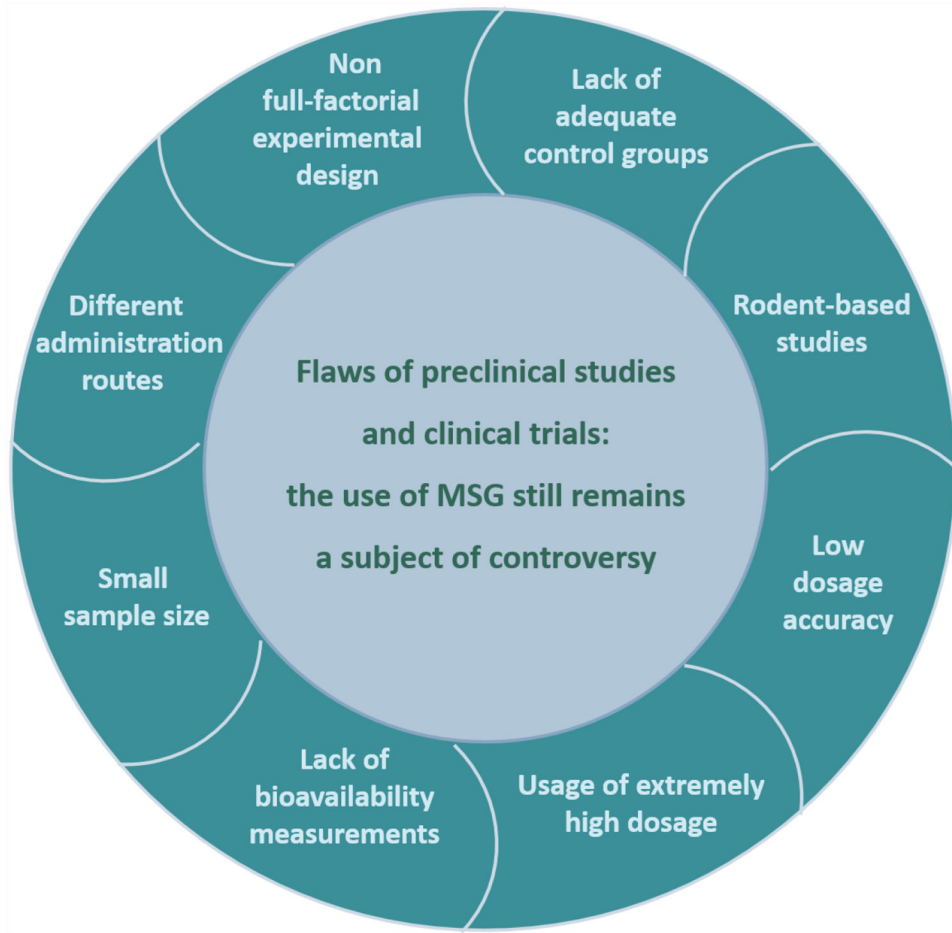 Flaws of preclinical studies
and clinical trials:
the use of MSG still remains
a subject of controversy
Non
full-factorial
experimental
design
Lack of
adequate
control groups
Rodent-based
studies
Low
dosage
accuracy
Usage of extremely
high dosage
Lack of
bioavailability
measurements
Small
sample size
Different
administration
routes